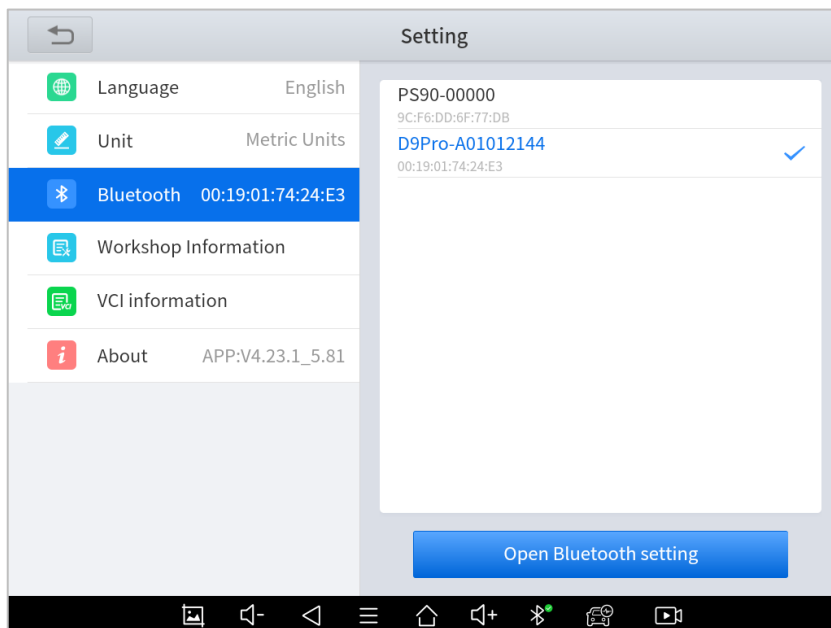 Setting
Language English
Unit Metric Units
Bluetooth 00:19:01:74:24:E3
Workshop Information
VCI information
About APP:V4.23.1_5.81
PS90-00000
9C:F6:DD:6F:77:DB
D9Pro-A01012144
00:19:01:74:24:E3
Open Bluetooth setting